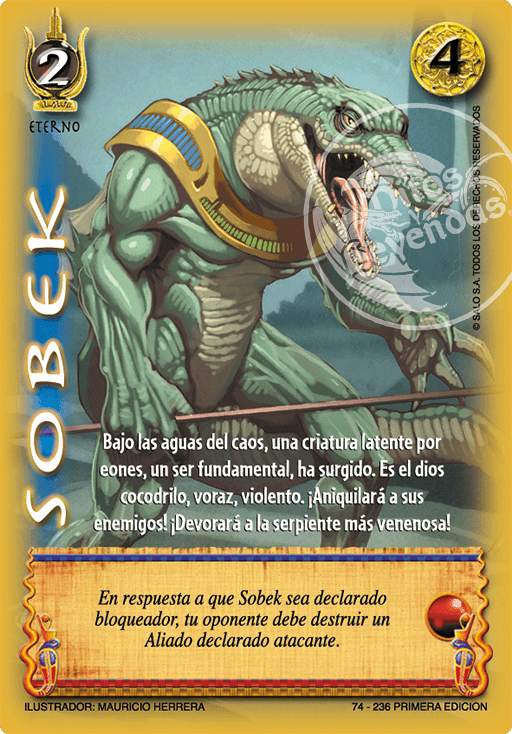 2
4
ETERNO
SOBEK
© SALO S.A. TODOS LOS DERECHOS RESERVADOS
Mitos
Leyendas
Bajo las aguas del caos, una criatura latente por
eones, un ser fundamental, ha surgido. Es el dios
cocodrilo, voraz, violento. ¡Aniquilará a sus
enemigos! ¡Devorará a la serpiente más venenosa!
En respuesta a que Sobek sea declarado
bloqueador, tu oponente debe destruir un
Aliado declarado atacante.
ILUSTRADOR: MAURICIO HERRERA
74 - 236 PRIMERA EDICION